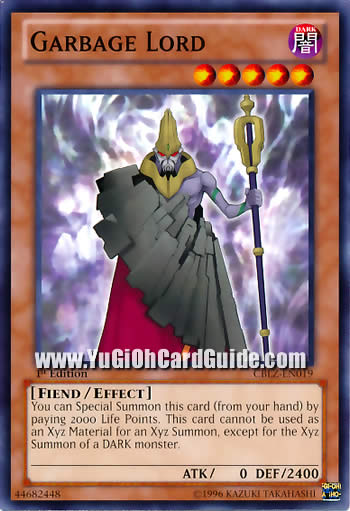 GARBAGE LORD
DARK
闇
www.YuGiOhCardGuide.com
1st Edition
CBLZ-EN019
[FIEND / EFFECT]
You can Special Summon this card (from your hand) by
paying 2000 Life Points. This card cannot be used
as an Xyz Material for an Xyz Summon, except for the Xyz
Summon of a DARK monster.
ATK/ 0 DEF/2400
44682448
©1996 KAZUKI TAKAHASHI